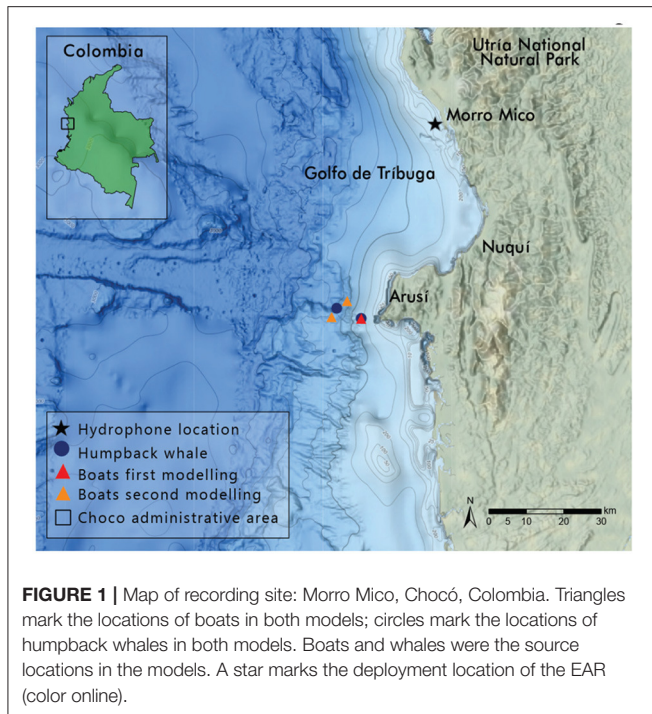 Colombia
Utría National
Natural Park
Morro Mico
Golfo de Tríbuga
Nuquí
Arusí
Hydrophone location
Humpback whale
Boats first modelling
Boats second modelling
Choco administrative area
N
km
0 5 10 20 30
FIGURE 1 | Map of recording site: Morro Mico, Chocó, Colombia. Triangles
mark the locations of boats in both models; circles mark the locations of
humpback whales in both models. Boats and whales were the source
locations in the models. A star marks the deployment location of the EAR
(color online).